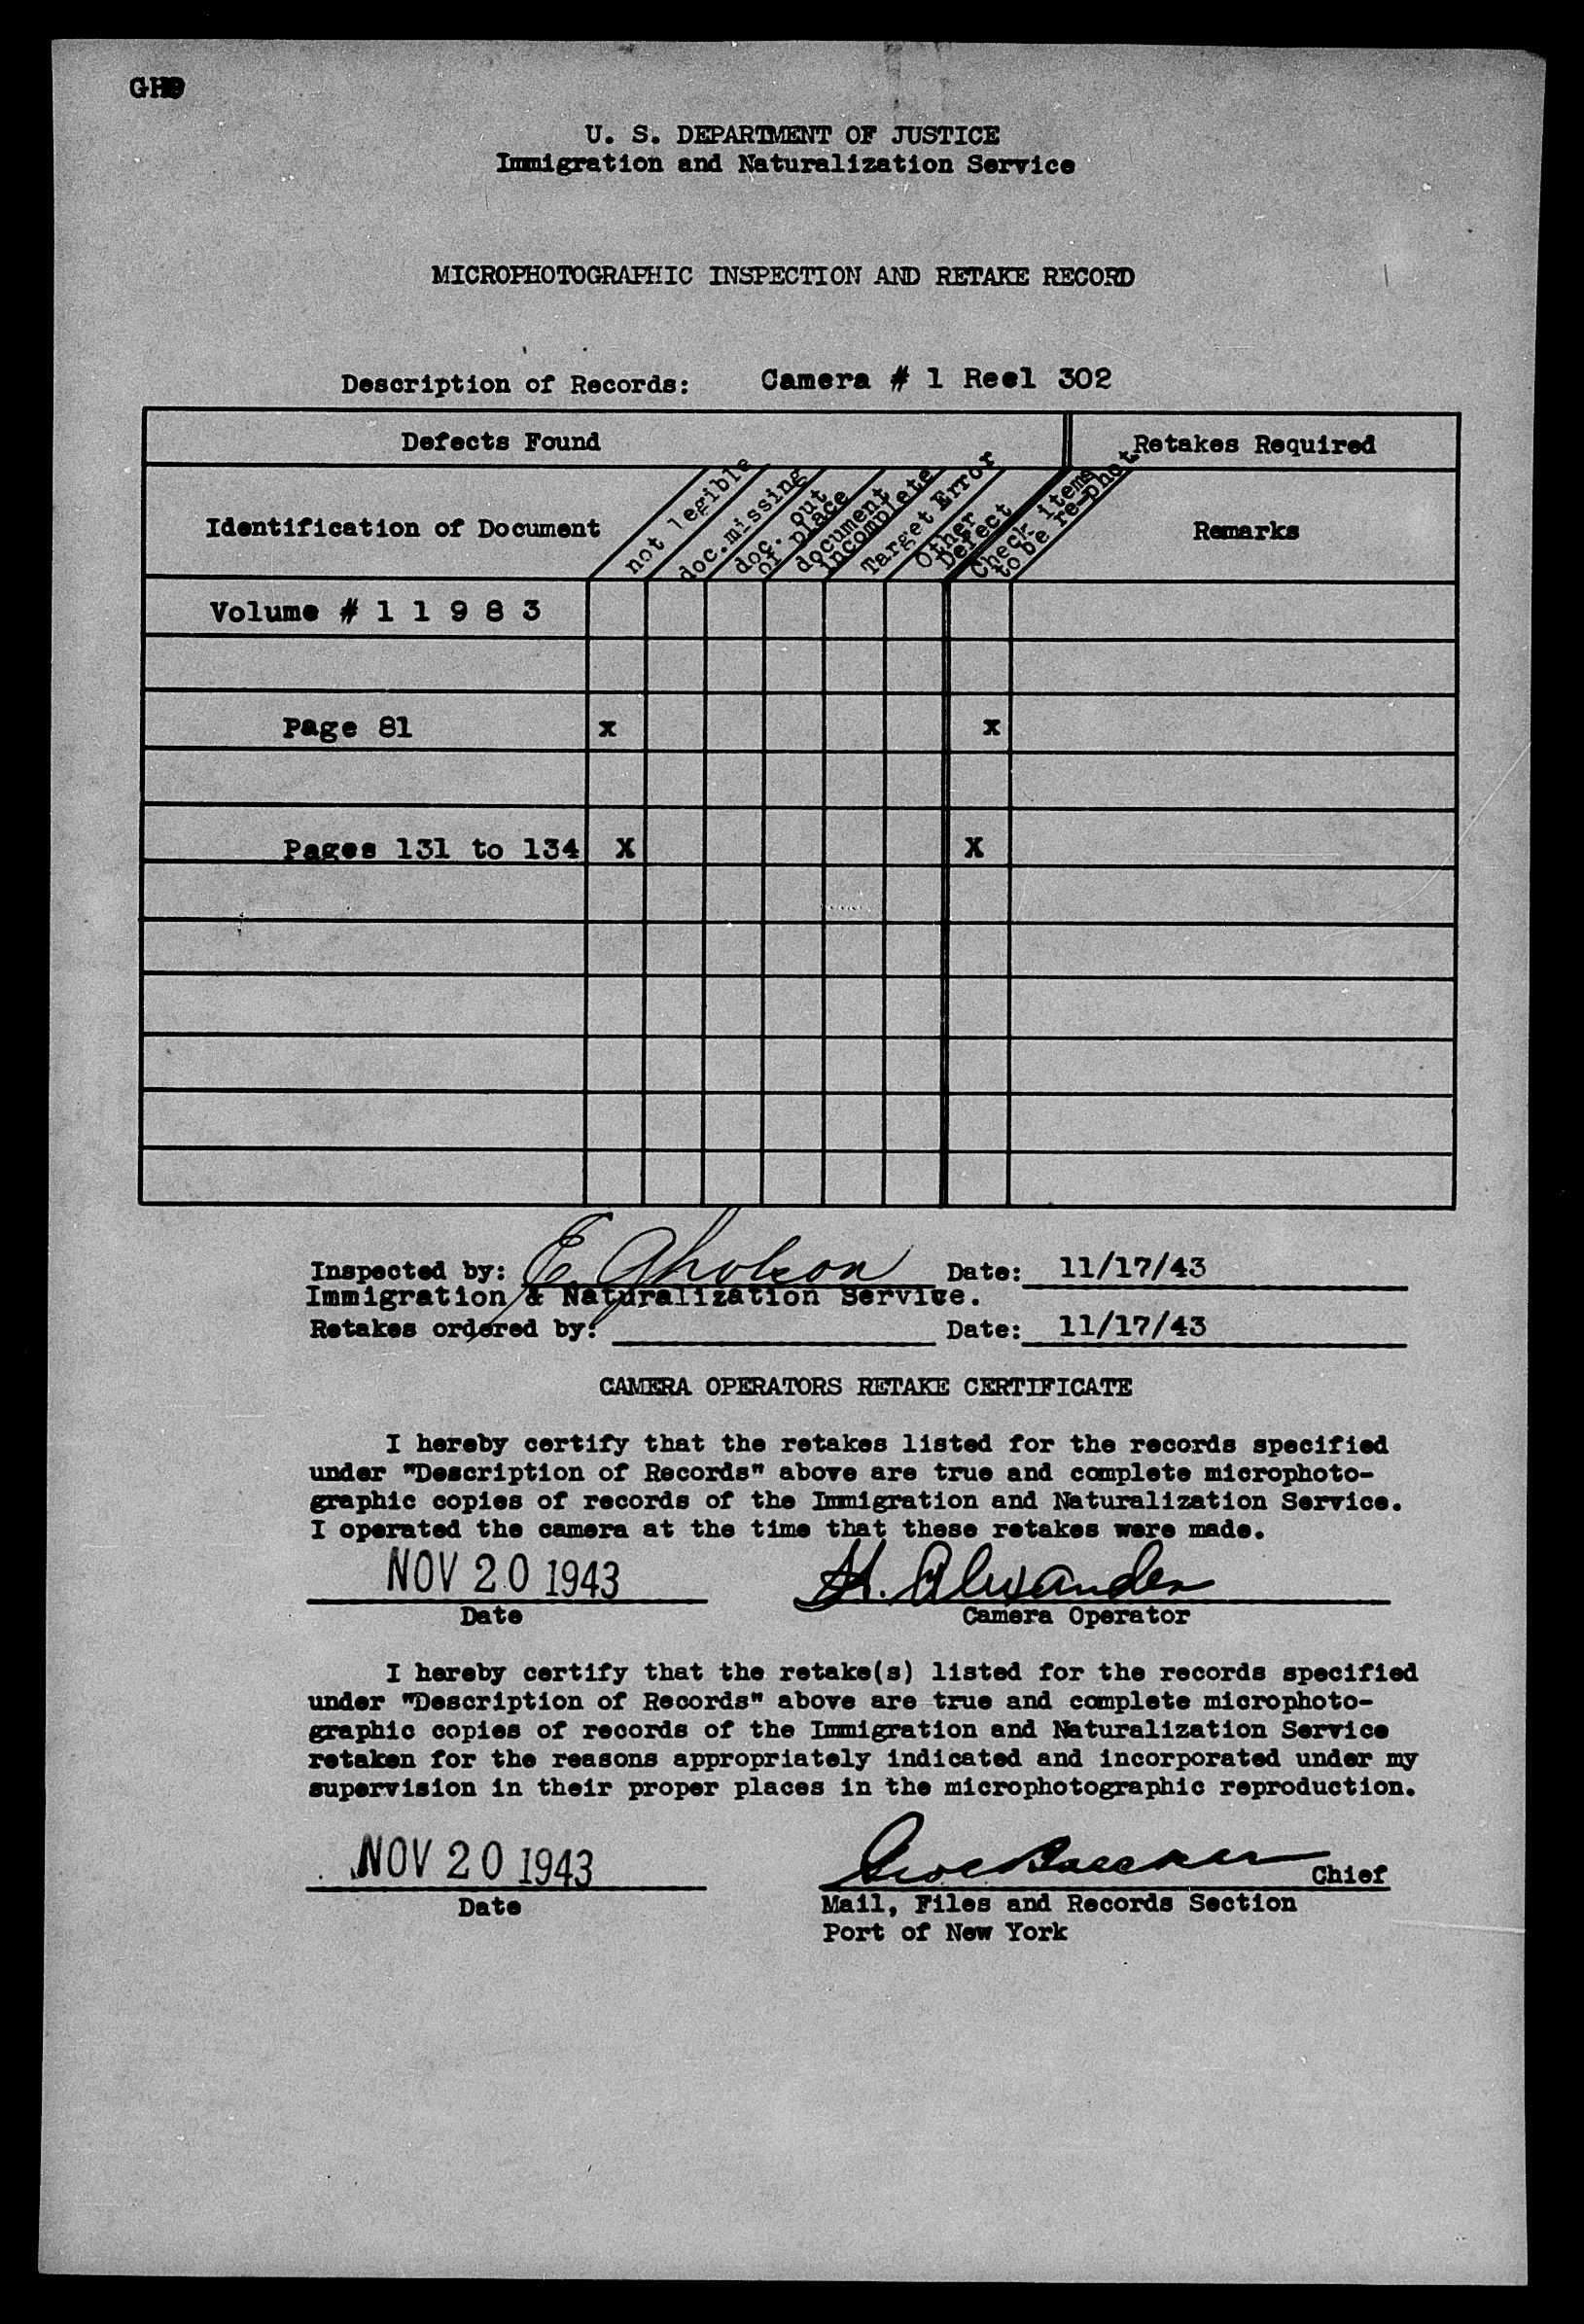 U. S. DEPARTMENT OF JUSTICE
Immigration and Naturalization Service
MICROPHOTOGRAPHIC INSPECTION AND RETAKE RECORD
Description of Records: Camera # 1 Reel 302
Defects Found
Retakes Required
Identification of Document
not legible
doc.missing
doc. out
of place
document
incomplete
Target Error
Other
Defect
Check items
to be re-phot
Remarks
Volume # 1 1 9 8 3
Page 81 x x
Pages 131 to 134 X X
Inspected by: E. Gholson Date: 11/17/43
Immigration & Naturalization Service.
Retakes ordered by: Date: 11/17/43
CAMERA OPERATORS RETAKE CERTIFICATE
I hereby certify that the retakes listed for the records specified
under "Description of Records" above are true and complete microphoto-
graphic copies of records of the Immigration and Naturalization Service.
I operated the camera at the time that these retakes were made.
NOV 20 1943 H. Alexander
Date Camera Operator
I hereby certify that the retake(s) listed for the records specified
under "Description of Records" above are true and complete microphoto-
graphic copies of records of the Immigration and Naturalization Service
retaken for the reasons appropriately indicated and incorporated under my
supervision in their proper places in the microphotographic reproduction.
NOV 20 1943 Chief
Date Mail, Files and Records Section
Port of New York